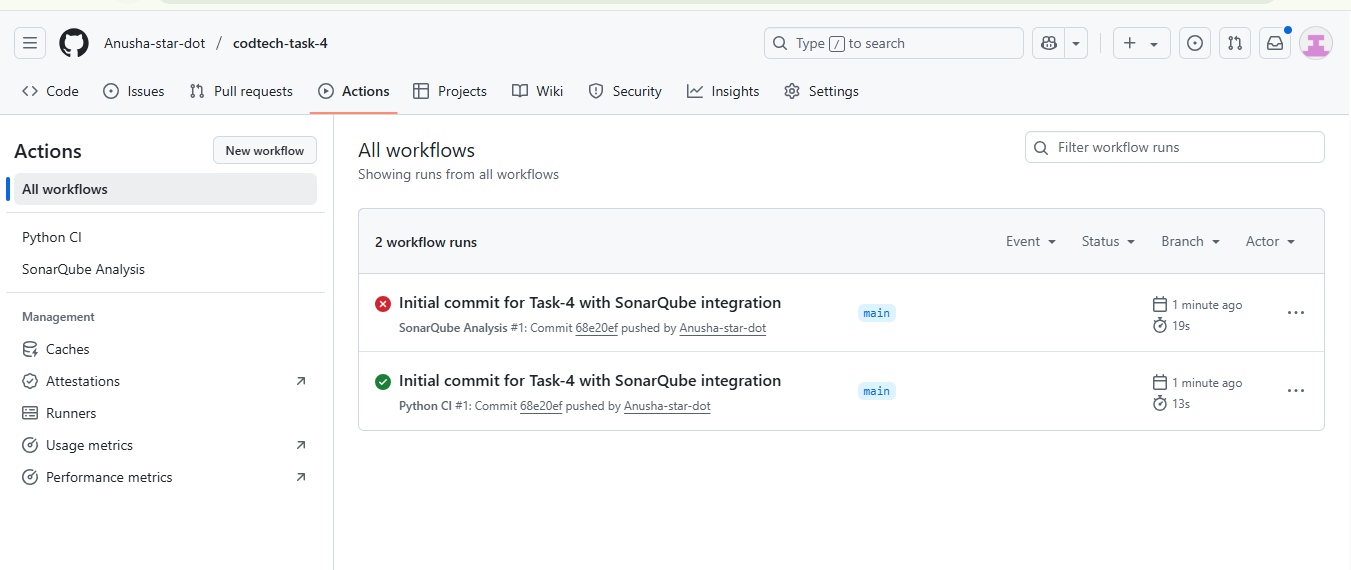 Anusha-star-dot / codtech-task-4
Type / to search
Code
Issues
Pull requests
Actions
Projects
Wiki
Security
Insights
Settings
Actions
New workflow
All workflows
Python CI
SonarQube Analysis
Management
Caches
Attestations
Runners
Usage metrics
Performance metrics
All workflows
Showing runs from all workflows
Filter workflow runs
2 workflow runs
Event
Status
Branch
Actor
Initial commit for Task-4 with SonarQube integration
SonarQube Analysis #1: Commit 68e20ef pushed by Anusha-star-dot
main
1 minute ago
19s
Initial commit for Task-4 with SonarQube integration
Python CI #1: Commit 68e20ef pushed by Anusha-star-dot
main
1 minute ago
13s